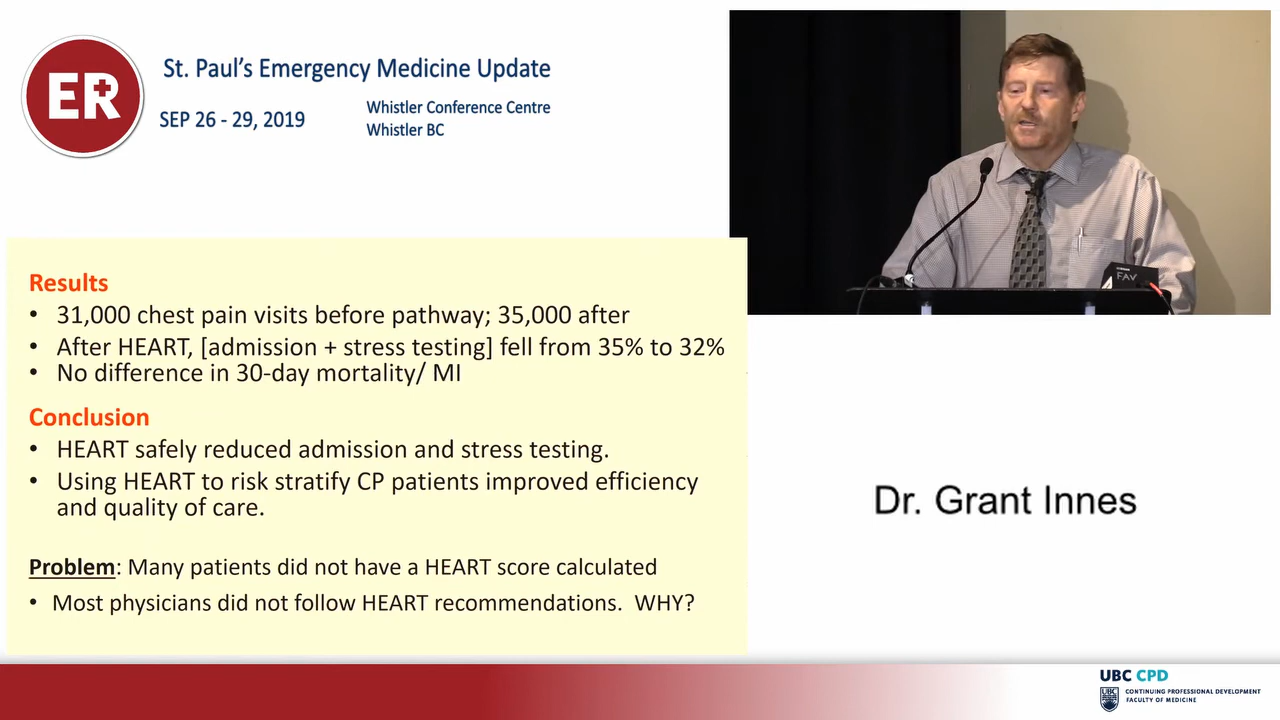 ER
St. Paul's Emergency Medicine Update
SEP 26 - 29, 2019
Whistler Conference Centre
Whistler BC
FAV
Results
• 31,000 chest pain visits before pathway; 35,000 after
• After HEART, [admission + stress testing] fell from 35% to 32%
• No difference in 30-day mortality/ MI
Conclusion
• HEART safely reduced admission and stress testing.
• Using HEART to risk stratify CP patients improved efficiency
and quality of care.
Problem: Many patients did not have a HEART score calculated
• Most physicians did not follow HEART recommendations.  WHY?
Dr. Grant Innes
UBC CPD
UBC
CONTINUING PROFESSIONAL DEVELOPMENT
FACULTY OF MEDICINE